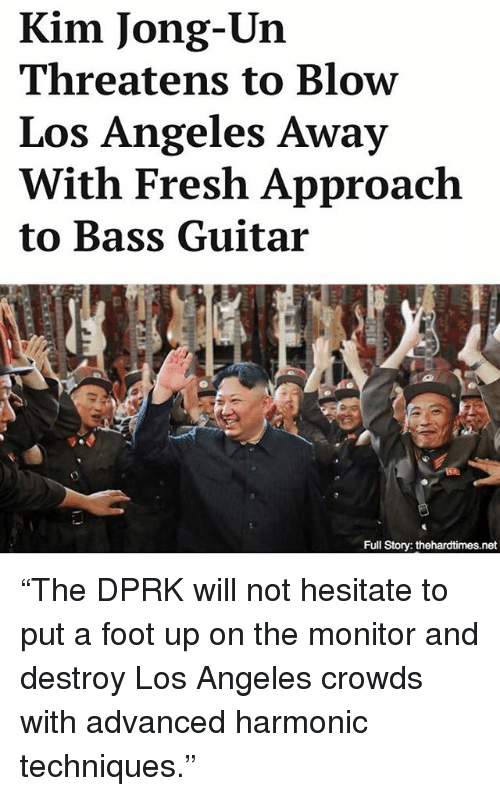 Kim Jong-Un
Threatens to Blow
Los Angeles Away
With Fresh Approach
to Bass Guitar
Full Story: thehardtimes.net
“The DPRK will not hesitate to
put a foot up on the monitor and
destroy Los Angeles crowds
with advanced harmonic
techniques.”